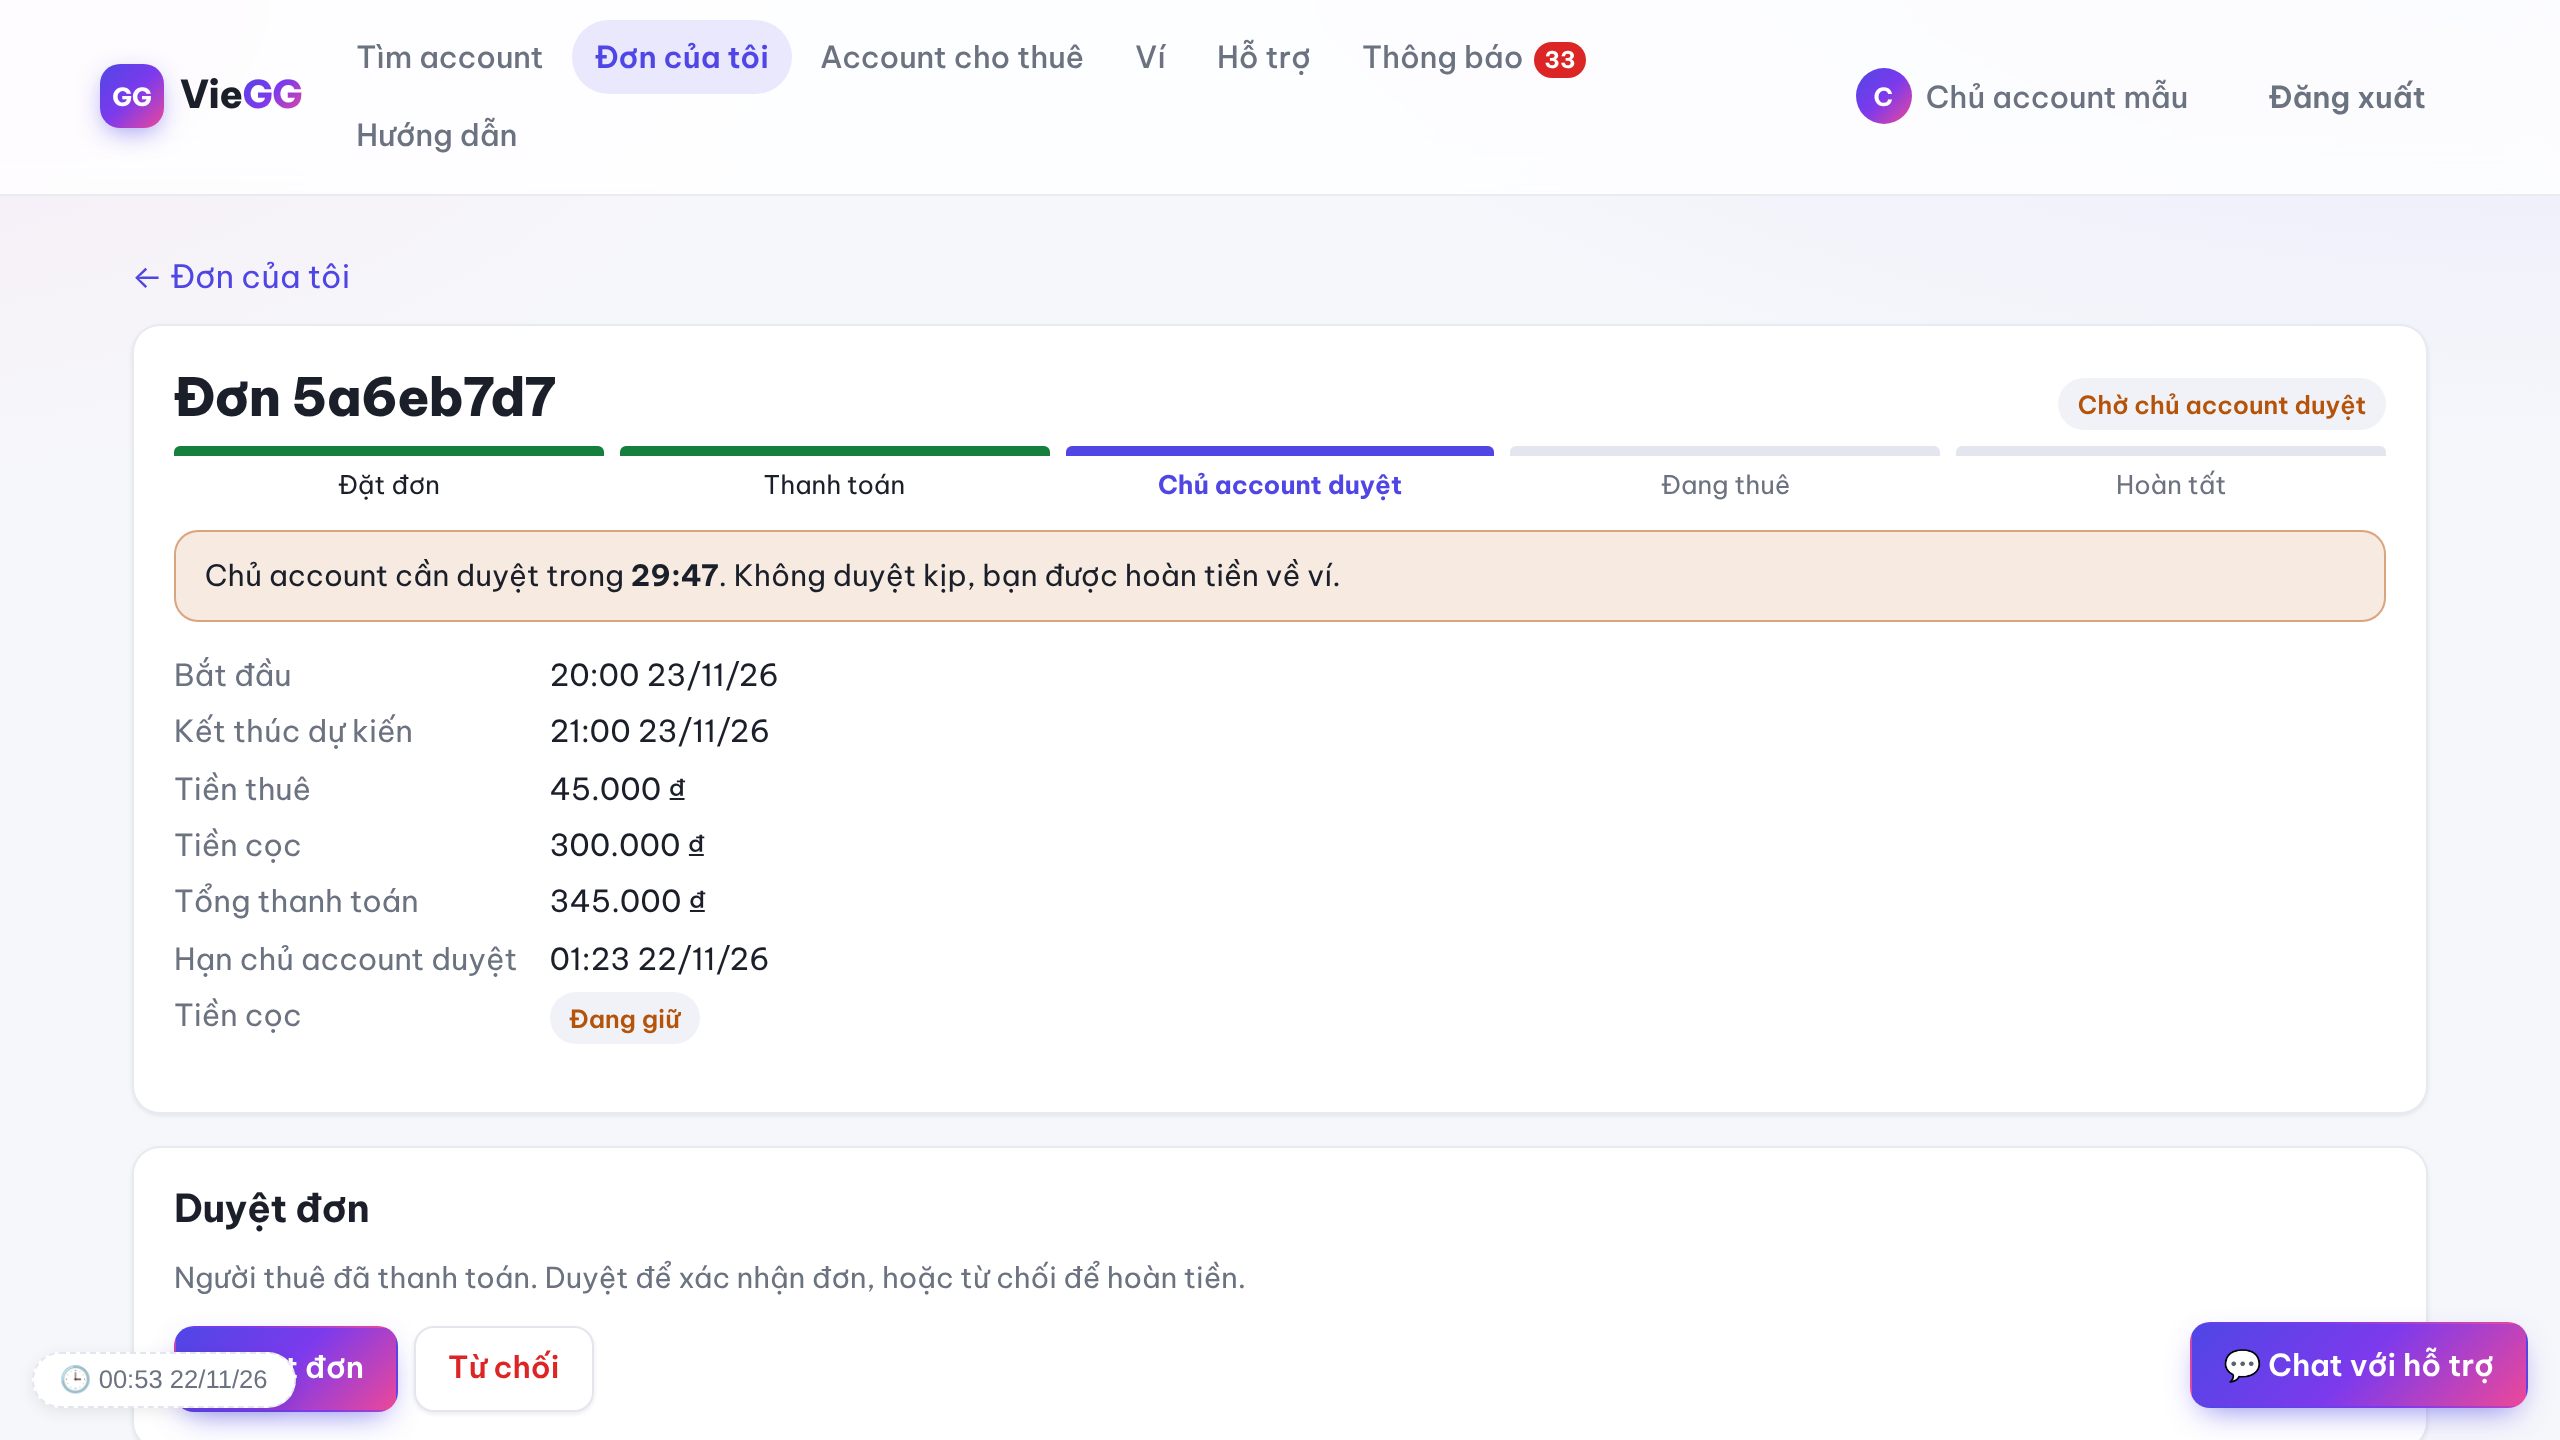 GG VieGG
Tìm account
Đơn của tôi
Account cho thuê
Ví
Hỗ trợ
Thông báo 33
Hướng dẫn
C Chủ account mẫu
Đăng xuất
← Đơn của tôi
Đơn 5a6eb7d7
Chờ chủ account duyệt
Đặt đơn
Thanh toán
Chủ account duyệt
Đang thuê
Hoàn tất
Chủ account cần duyệt trong 29:47. Không duyệt kịp, bạn được hoàn tiền về ví.
Bắt đầu 20:00 23/11/26
Kết thúc dự kiến 21:00 23/11/26
Tiền thuê 45.000 ₫
Tiền cọc 300.000 ₫
Tổng thanh toán 345.000 ₫
Hạn chủ account duyệt 01:23 22/11/26
Tiền cọc Đang giữ
Duyệt đơn
Người thuê đã thanh toán. Duyệt để xác nhận đơn, hoặc từ chối để hoàn tiền.
đơn
Từ chối
🕒 00:53 22/11/26
💬 Chat với hỗ trợ